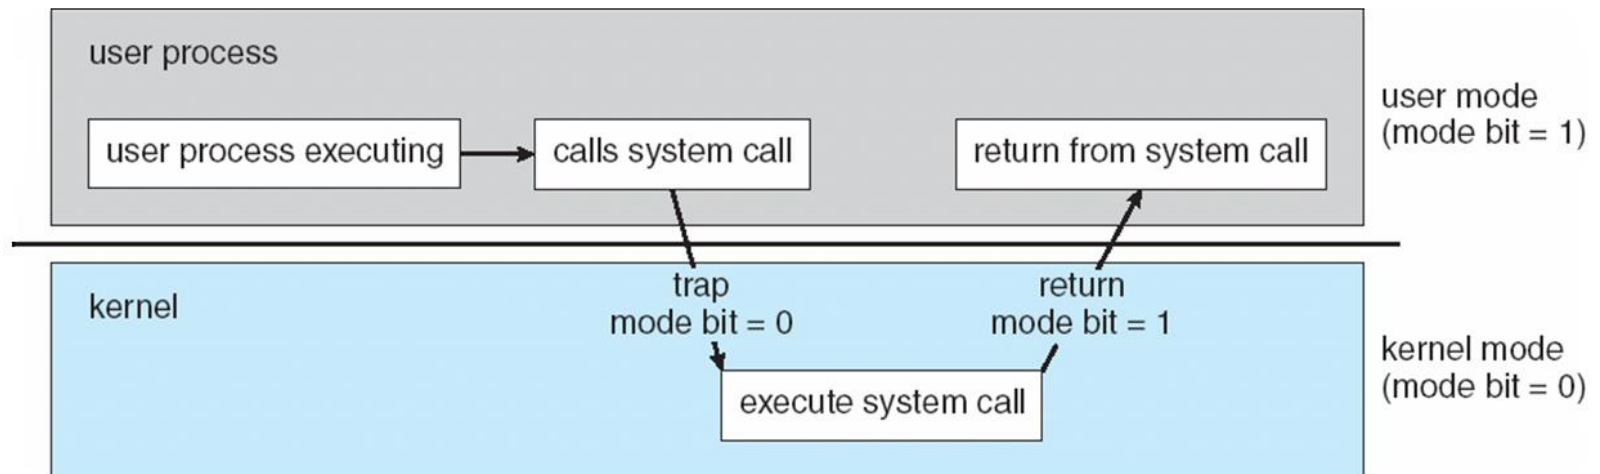 user process
user process executing
calls system call
return from system call
user mode
(mode bit = 1)
kernel
trap
mode bit = 0
return
mode bit = 1
execute system call
kernel mode
(mode bit = 0)